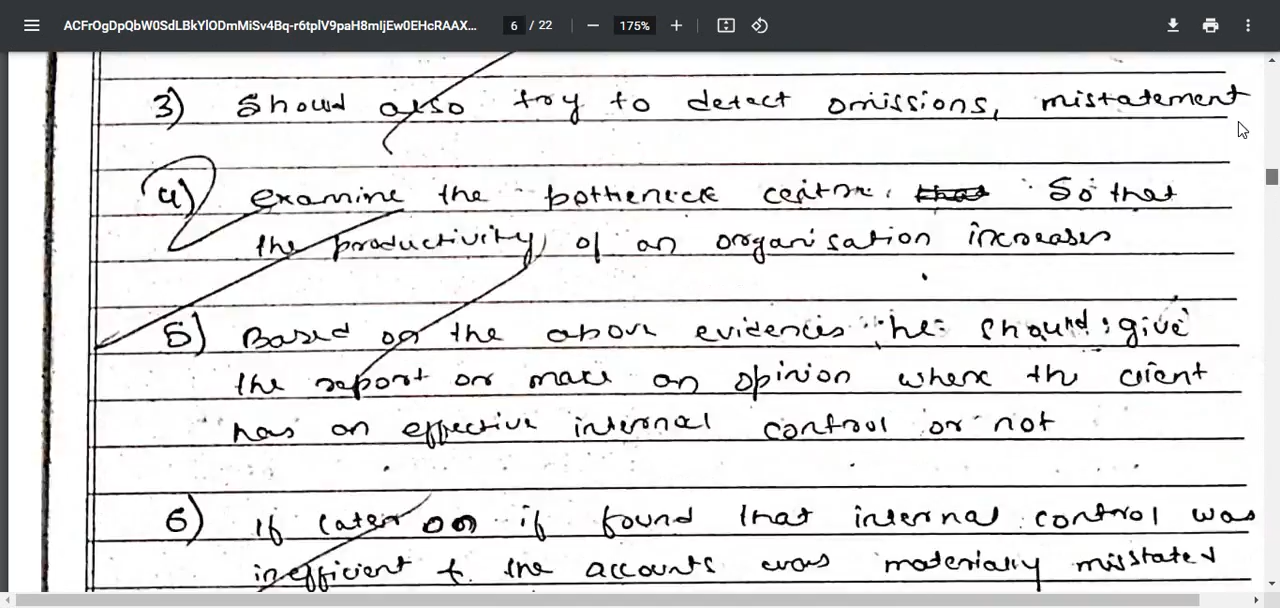 ACFrOgDpQbW0SdLBkYlODmMiSv4Bq-r6tplV9paH8mljEw0EHcRAAX... 6 / 22 175%
3) Should also try to detect omissions, mistatement
4) examine the bottleneck centre. So that
the productivity of an organisation increases
5) Based on the above evidences he should give
the report or make an opinion where the client
has an effective internal control or not
6) If later on if found that internal control was
inefficient & the accounts was materially misstated